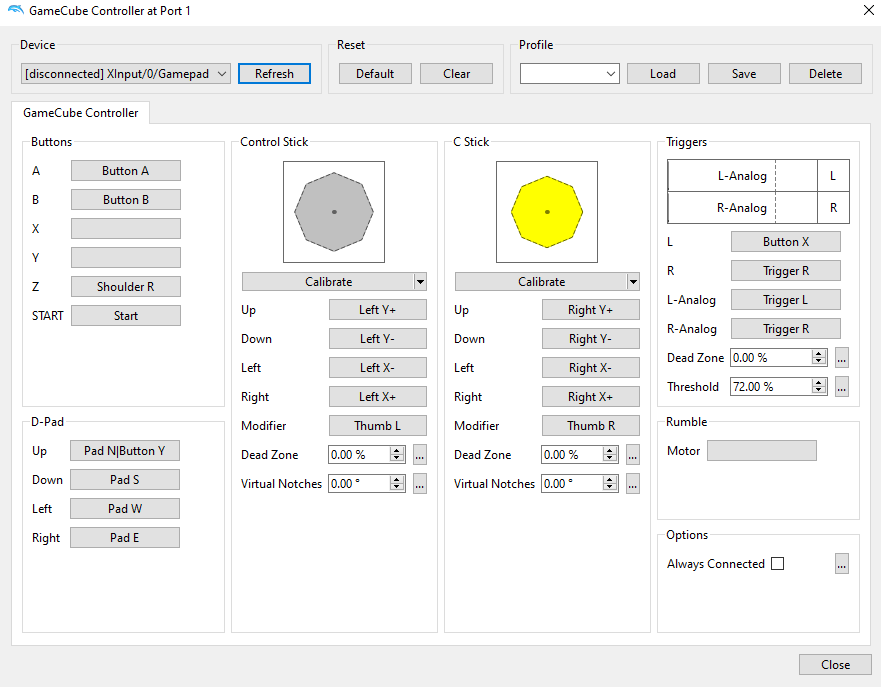 GameCube Controller at Port 1
Device
[disconnected] XInput/0/Gamepad
Refresh
Reset
Default
Clear
Profile
Load
Save
Delete
GameCube Controller
Buttons
A
Button A
B
Button B
X
Y
Z
Shoulder R
START
Start
D-Pad
Up
Pad N|Button Y
Down
Pad S
Left
Pad W
Right
Pad E
Control Stick
Calibrate
Up
Left Y+
Down
Left Y-
Left
Left X-
Right
Left X+
Modifier
Thumb L
Dead Zone
0.00 %
...
Virtual Notches
0.00 °
...
C Stick
Calibrate
Up
Right Y+
Down
Right Y-
Left
Right X-
Right
Right X+
Modifier
Thumb R
Dead Zone
0.00 %
...
Virtual Notches
0.00 °
...
Triggers
L-Analog
L
R-Analog
R
L
Button X
R
Trigger R
L-Analog
Trigger L
R-Analog
Trigger R
Dead Zone
0.00 %
...
Threshold
72.00 %
...
Rumble
Motor
Options
Always Connected
...
Close